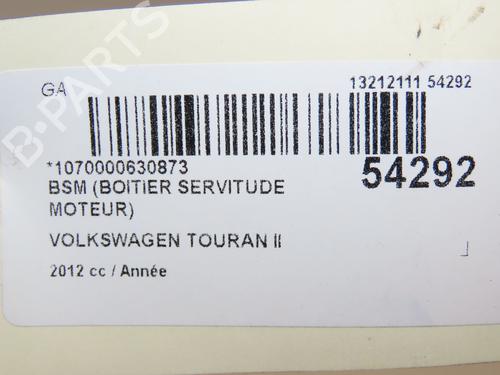 GA
13212111 54292
*1070000630873
54292
BSM (BOITIER SERVITUDE
MOTEUR)
VOLKSWAGEN TOURAN II
2012 cc / Année
B-PARTS